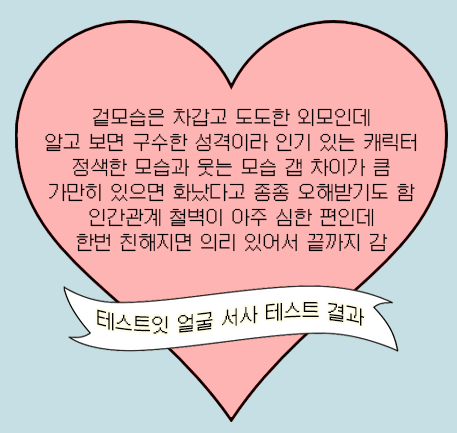 겉모습은 차갑고 도도한 외모인데
알고 보면 구수한 성격이라 인기 있는 캐릭터
정색한 모습과 웃는 모습 갭 차이가 큼
가만히 있으면 화났다고 종종 오해받기도 함
인간관계 철벽이 아주 심한 편인데
한번 친해지면 의리 있어서 끝까지 감
테스트잇 얼굴 서사 테스트 결과